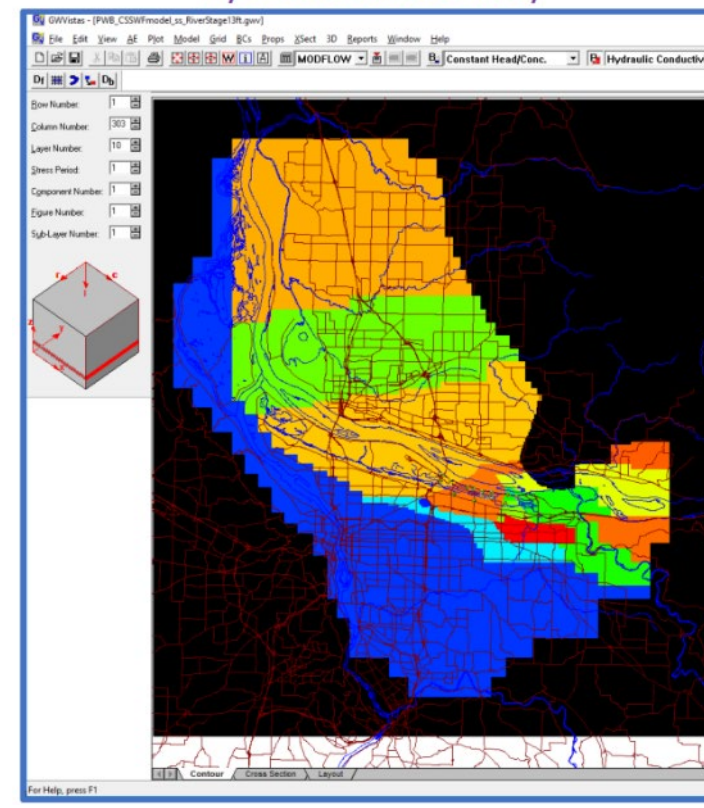 GWVistas - [PWB_CSSWFmodel_ss_RiverStage13ft.gwv]
File Edit View AE Plot Model Grid BCs Props XSect 3D Reports Window Help
MODFLOW Constant Head/Conc. Hydraulic Conductiv
Row Number: 1
Column Number: 303
Layer Number: 10
Stress Period: 1
Component Number: 1
Figure Number: 1
Sub-Layer Number: 1
r c
l
z y
x
Contour Cross Section Layout
For Help, press F1